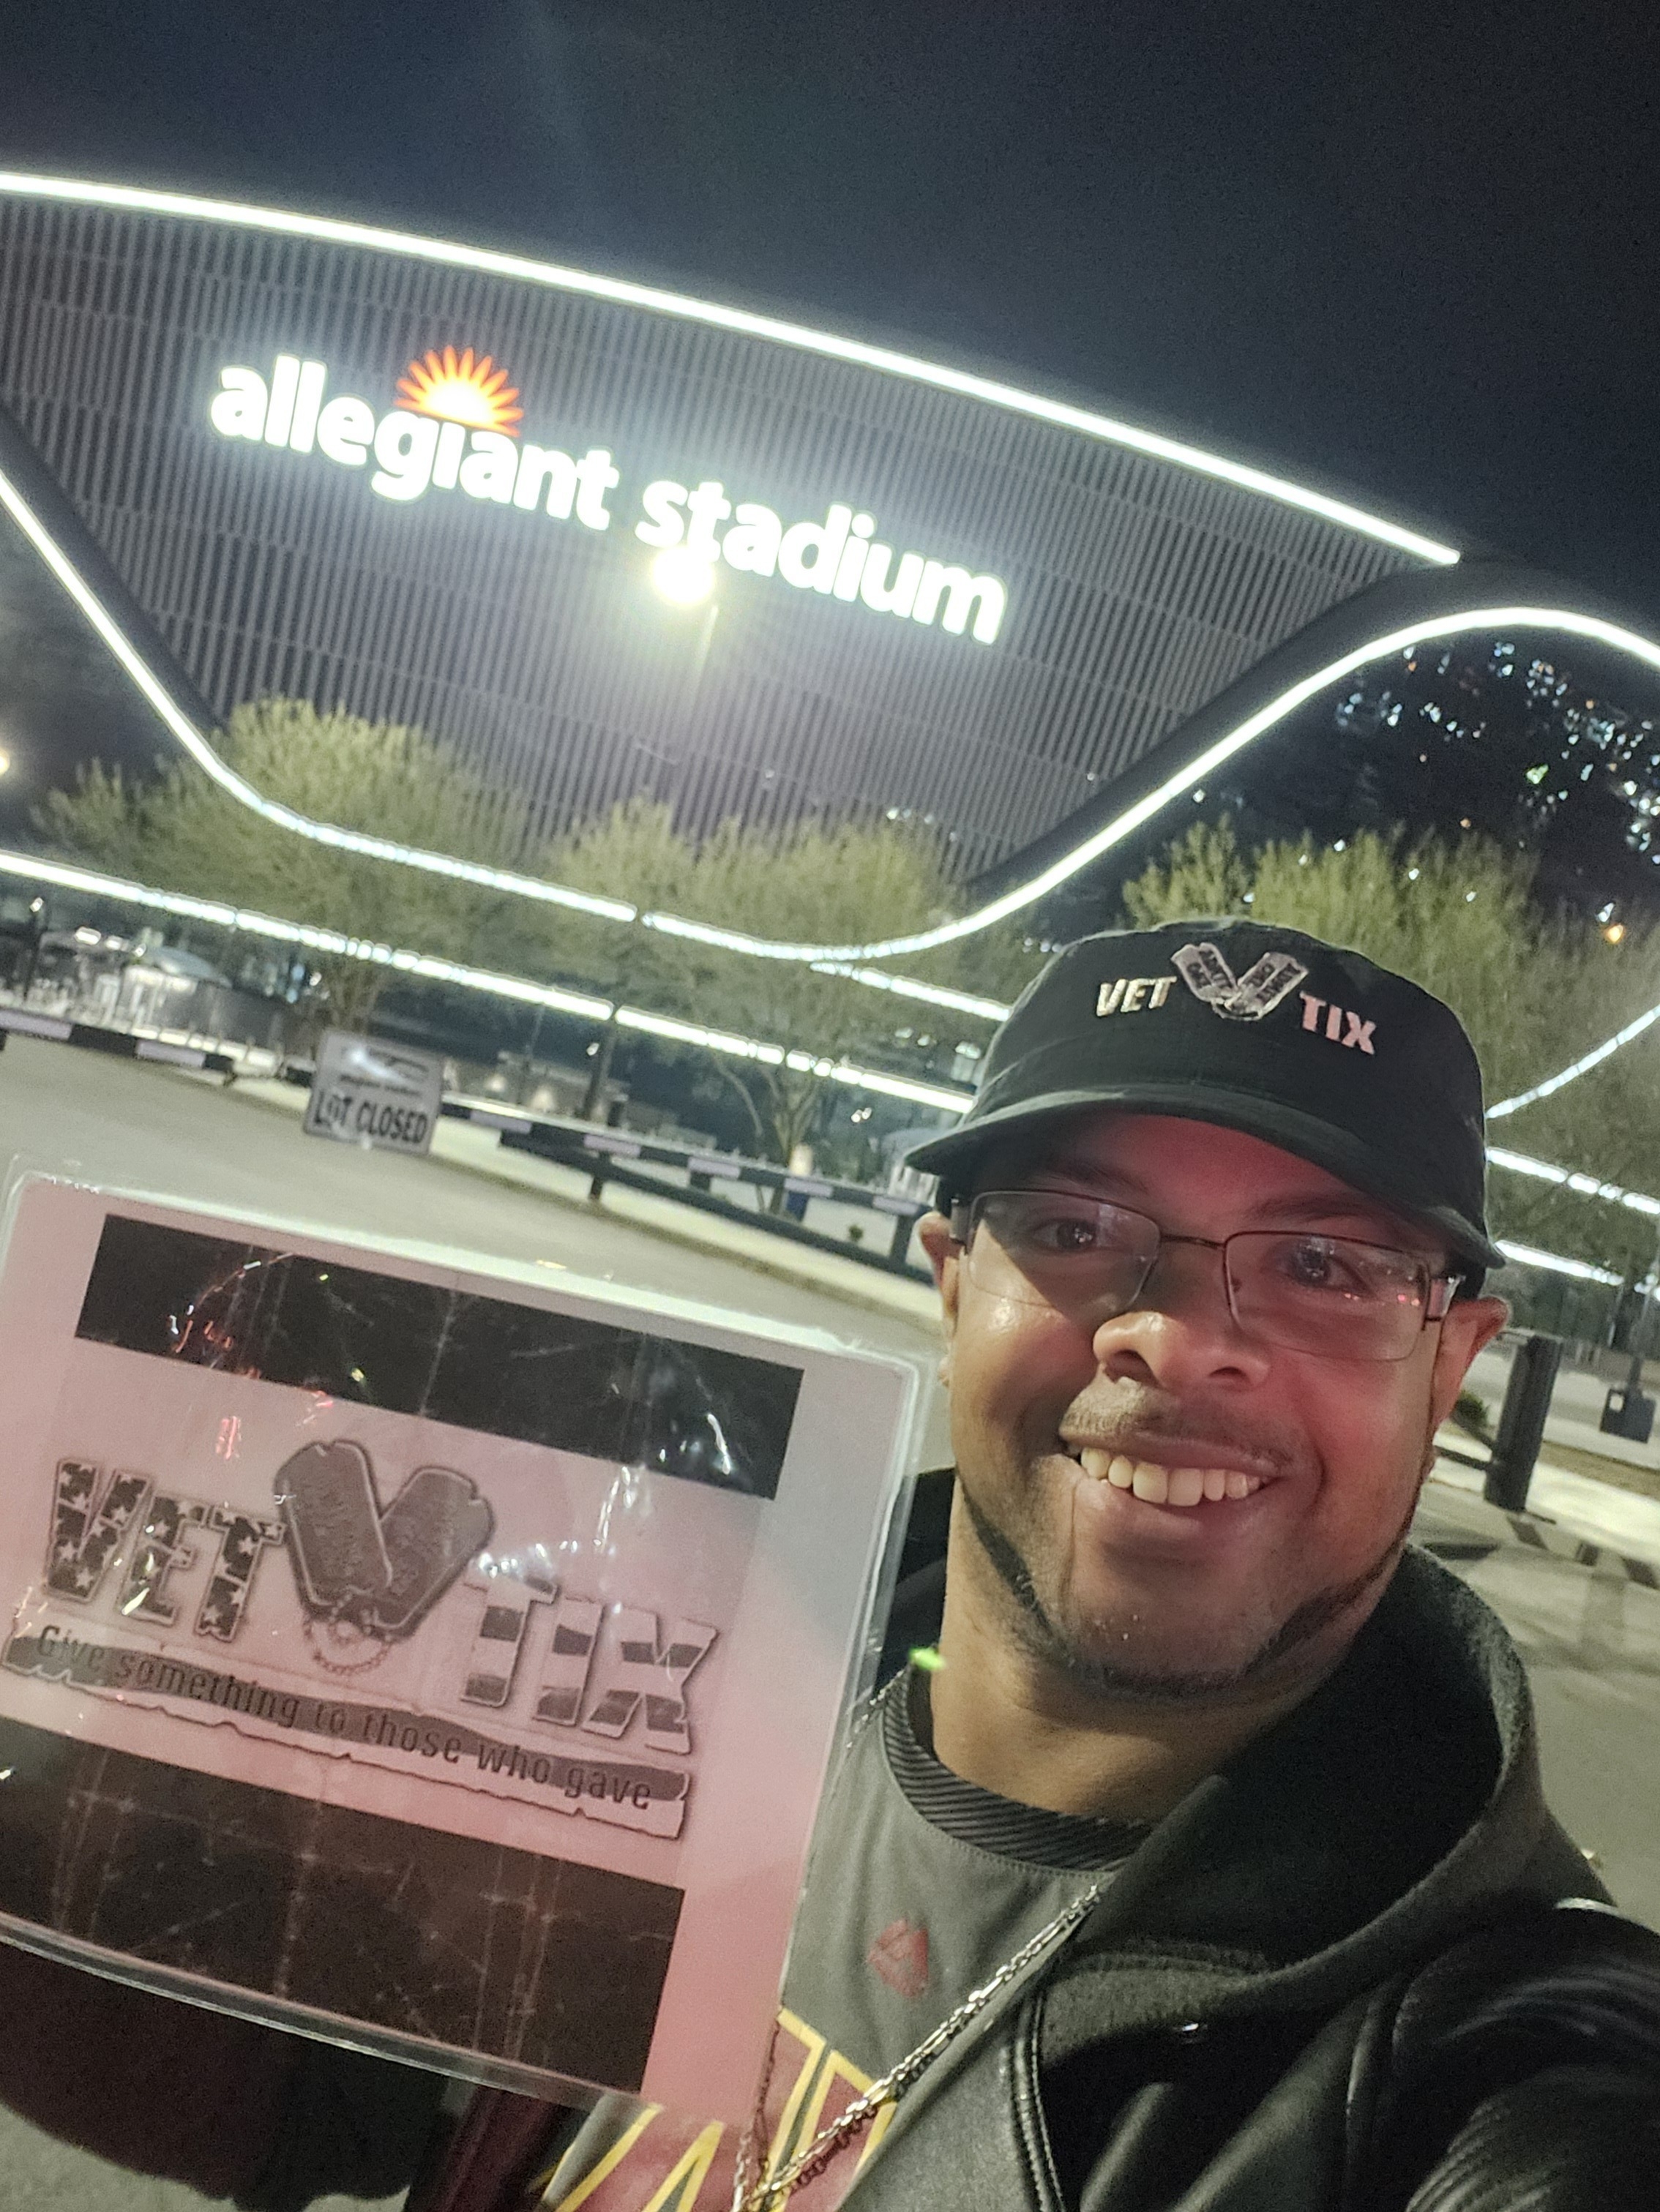 allegiant stadium
VET TIX
LOT CLOSED
VET TIX
Give something to those who gave